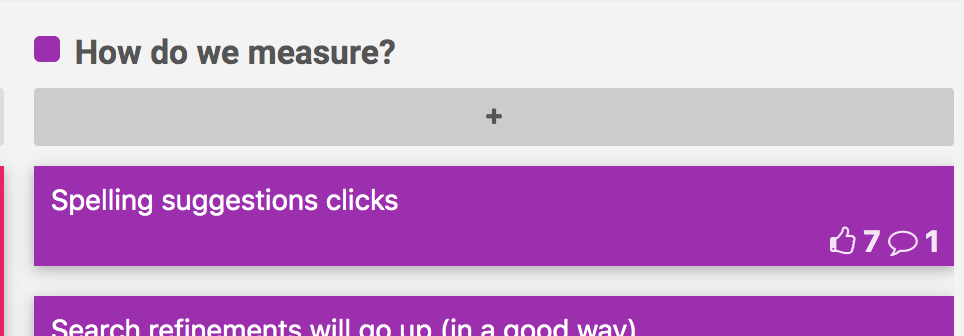 How do we measure?
+
Spelling suggestions clicks
7 1
Search refinements will go up (in a good way)